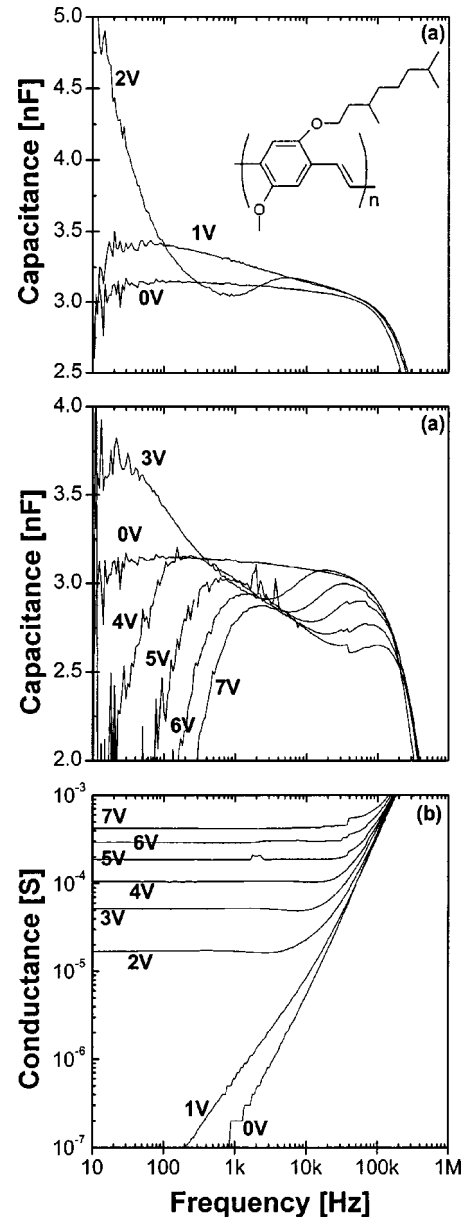 (a)
5.0
4.5
4.0
3.5
3.0
2.5
Capacitance [nF]
2V
1V
0V
O
O
n
(a)
4.0
3.5
3.0
2.5
2.0
Capacitance [nF]
3V
0V
4V
5V
6V
7V
(b)
10⁻³
10⁻⁴
10⁻⁵
10⁻⁶
10⁻⁷
Conductance [S]
7V
6V
5V
4V
3V
2V
1V
0V
10 100 1k 10k 100k 1M
Frequency [Hz]